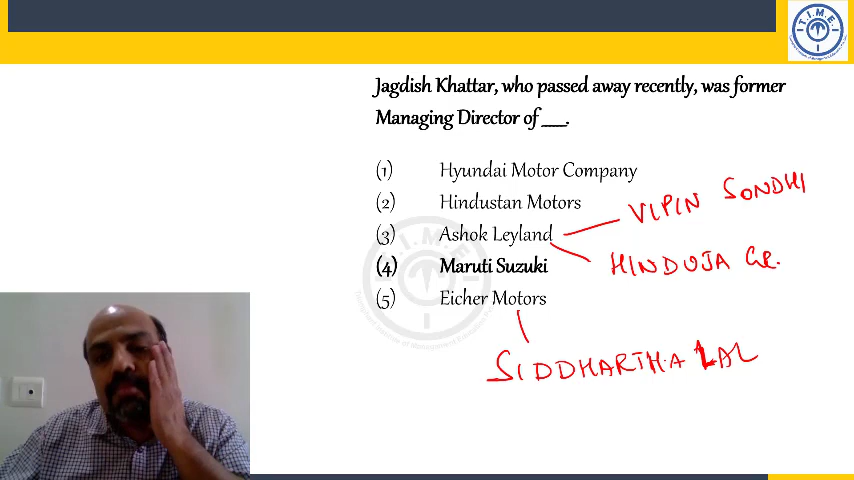 T.I.M.E.
Jagdish Khattar, who passed away recently, was former
Managing Director of ___.
(1) Hyundai Motor Company
(2) Hindustan Motors
(3) Ashok Leyland
(4) Maruti Suzuki
(5) Eicher Motors
VIPIN SONDHI
HINDUJA GR.
SIDDHARTHA LAL
T.I.M.E.